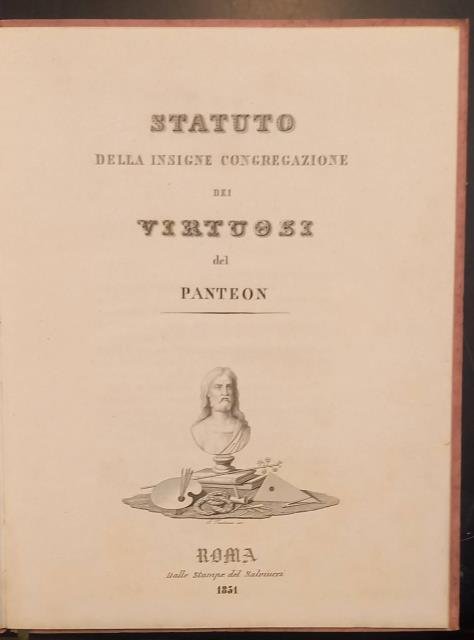 STATUTO
DELLA INSIGNE CONGREGAZIONE
DEI
VIRTUOSI
del
PANTEON
ROMA
Dalle Stampe del Salviucci
1851